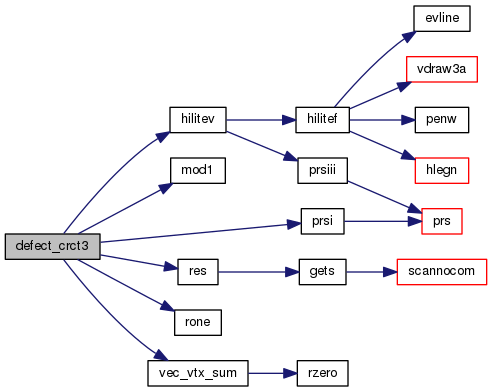 evline
vdraw3a
hilitev
hilitef
penw
mod1
prsiii
hlegn
defect_crct3
prsi
prs
res
gets
scannocom
rone
vec_vtx_sum
rzero